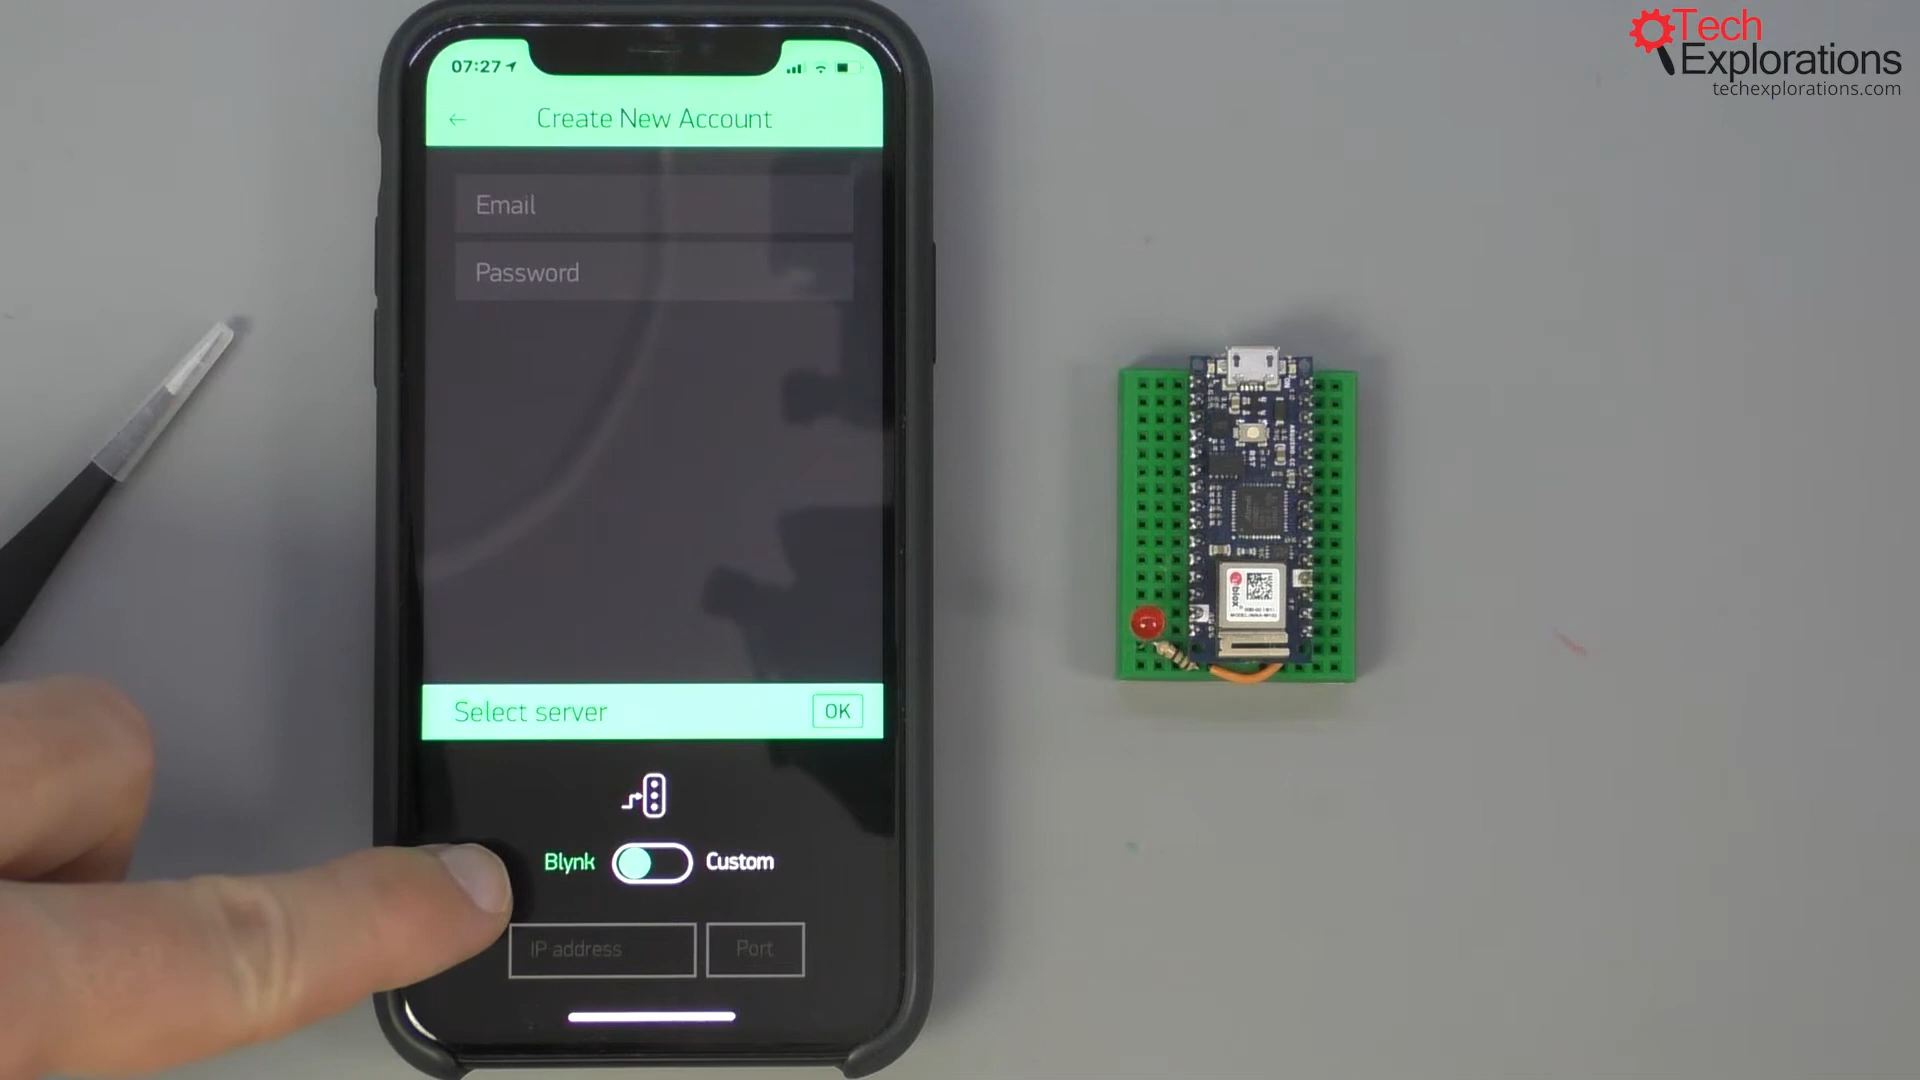 Tech
Explorations
techexplorations.com
07:27
Create New Account
Email
Password
Select server
OK
Blynk
Custom
IP address
Port